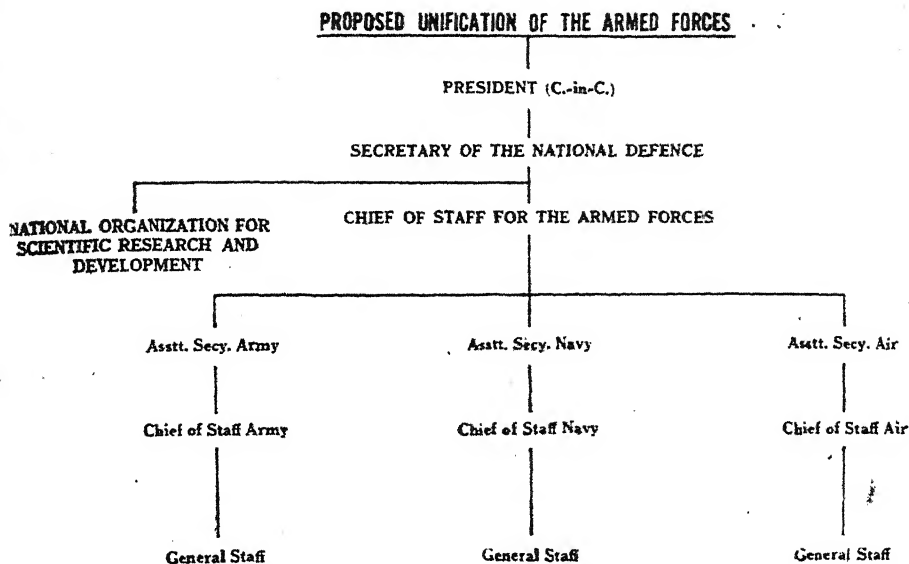 PROPOSED UNIFICATION OF THE ARMED FORCES
PRESIDENT (C.-in-C.)
SECRETARY OF THE NATIONAL DEFENCE
NATIONAL ORGANIZATION FOR
SCIENTIFIC RESEARCH AND
DEVELOPMENT
CHIEF OF STAFF FOR THE ARMED FORCES
Asstt. Secy. Army
Asstt. Secy. Navy
Asstt. Secy. Air
Chief of Staff Army
Chief of Staff Navy
Chief of Staff Air
General Staff
General Staff
General Staff